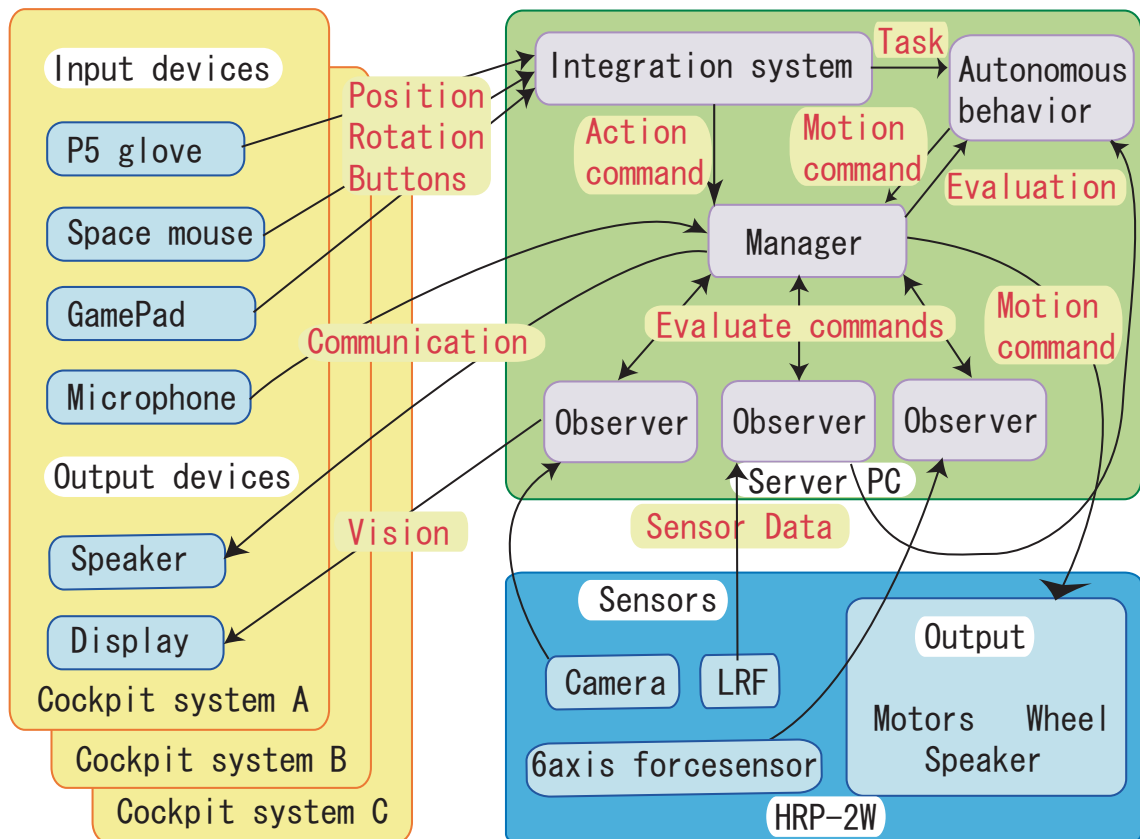 Input devices
P5 glove
Space mouse
GamePad
Microphone
Output devices
Speaker
Display
Cockpit system A
Cockpit system B
Cockpit system C
Position
Rotation
Buttons
Communication
Vision
Integration system
Task
Autonomous
behavior
Action
command
Motion
command
Evaluation
Manager
Evaluate commands
Motion
command
Observer
Observer
Observer
Server PC
Sensor Data
Sensors
Camera
LRF
6axis forcesensor
Output
Motors
Wheel
Speaker
HRP-2W